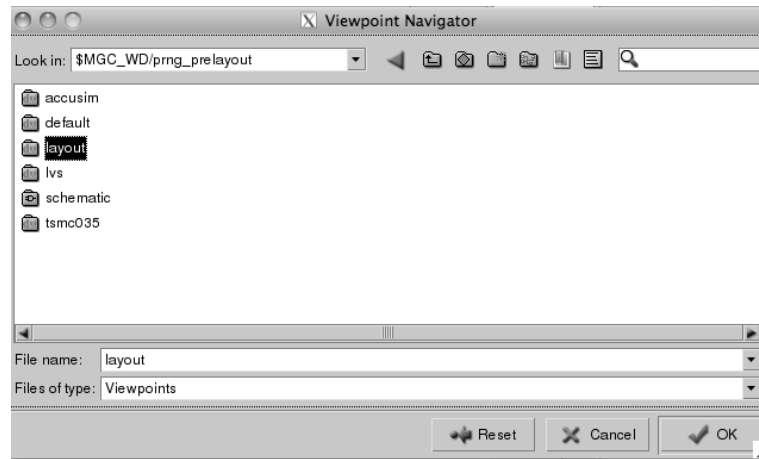 Viewpoint Navigator
Look in: $MGC_WD/prng_prelayout
accusim
default
layout
lvs
schematic
tsmc035
File name: layout
Files of type: Viewpoints
Reset Cancel OK